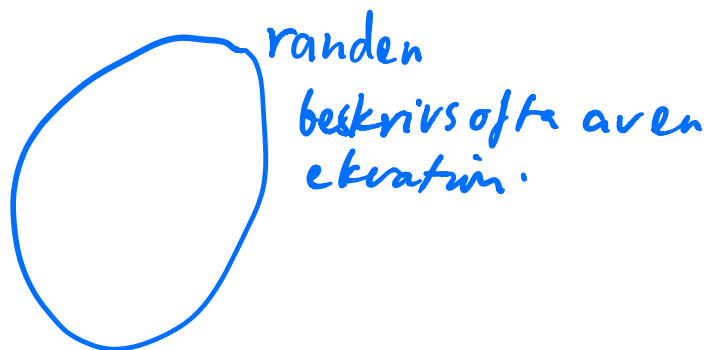 randen
beskrivs ofta av en
ekvation.